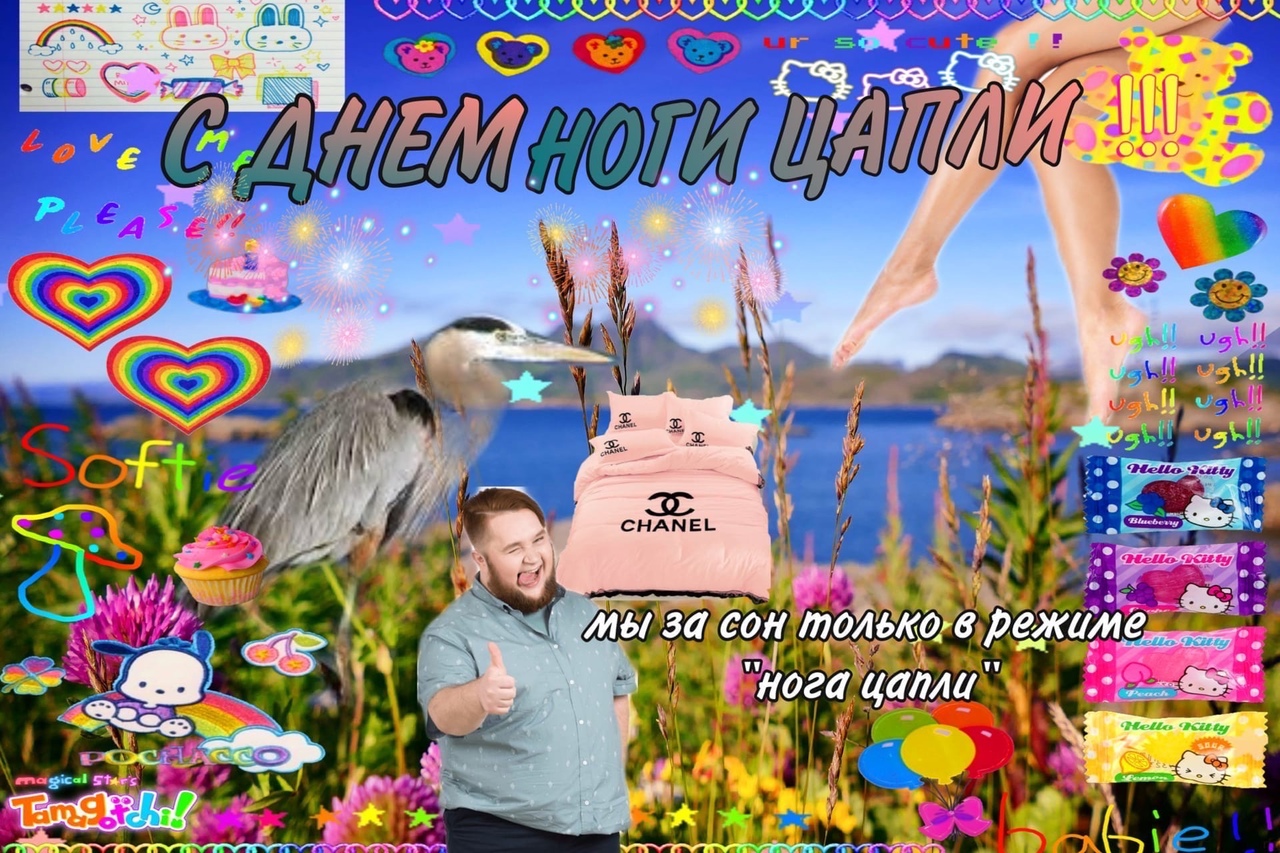 ur so cute !!
С ДНЕМ НОГИ ЦАПЛИ !!!
LOVE ME
PLEASE!!
ugh!! ugh!!
ugh!! ugh!!
ugh!! ugh!!
ugh!! ugh!!
Softie
CHANEL
CHANEL
CHANEL
CHANEL
CHANEL
Hello Kitty
Blueberry
Hello Kitty
Hello Kitty
Peach
Hello Kitty
Lemon
мы за сон только в режиме
"нога цапли"
POCHACCO
magical stars
Tamagotchi!
babie!!